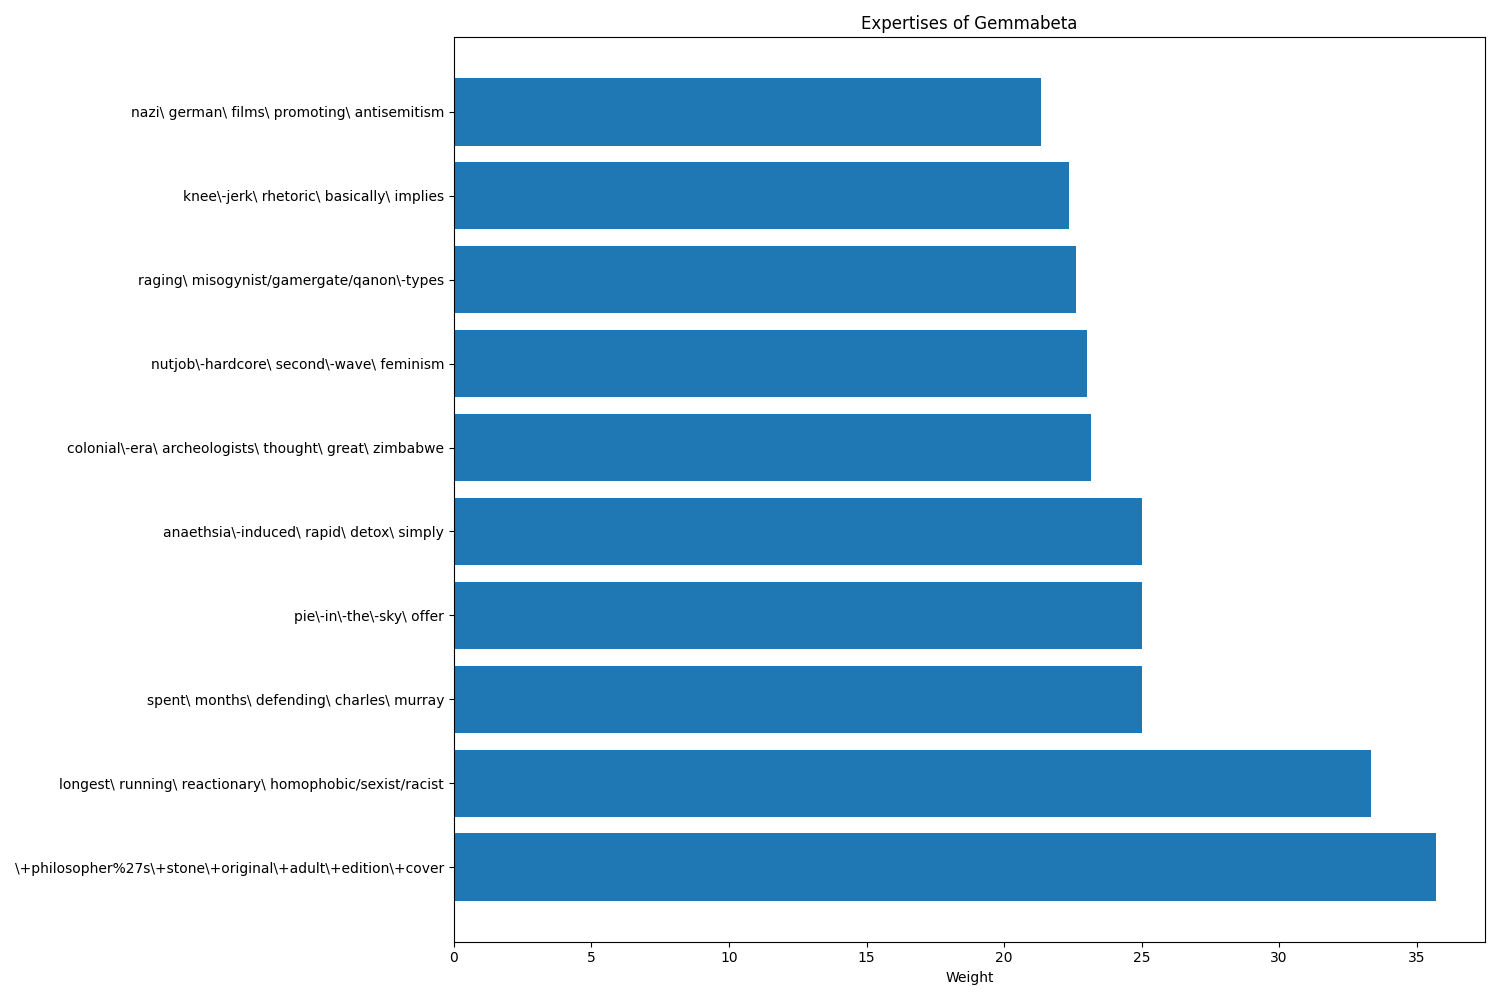 Expertises of Gemmabeta
nazi\ german\ films\ promoting\ antisemitism
knee\-jerk\ rhetoric\ basically\ implies
raging\ misogynist/gamergate/qanon\-types
nutjob\-hardcore\ second\-wave\ feminism
colonial\-era\ archeologists\ thought\ great\ zimbabwe
anaethsia\-induced\ rapid\ detox\ simply
pie\-in\-the\-sky\ offer
spent\ months\ defending\ charles\ murray
longest\ running\ reactionary\ homophobic/sexist/racist
\+philosopher%27s\+stone\+original\+adult\+edition\+cover
0 5 10 15 20 25 30 35
Weight